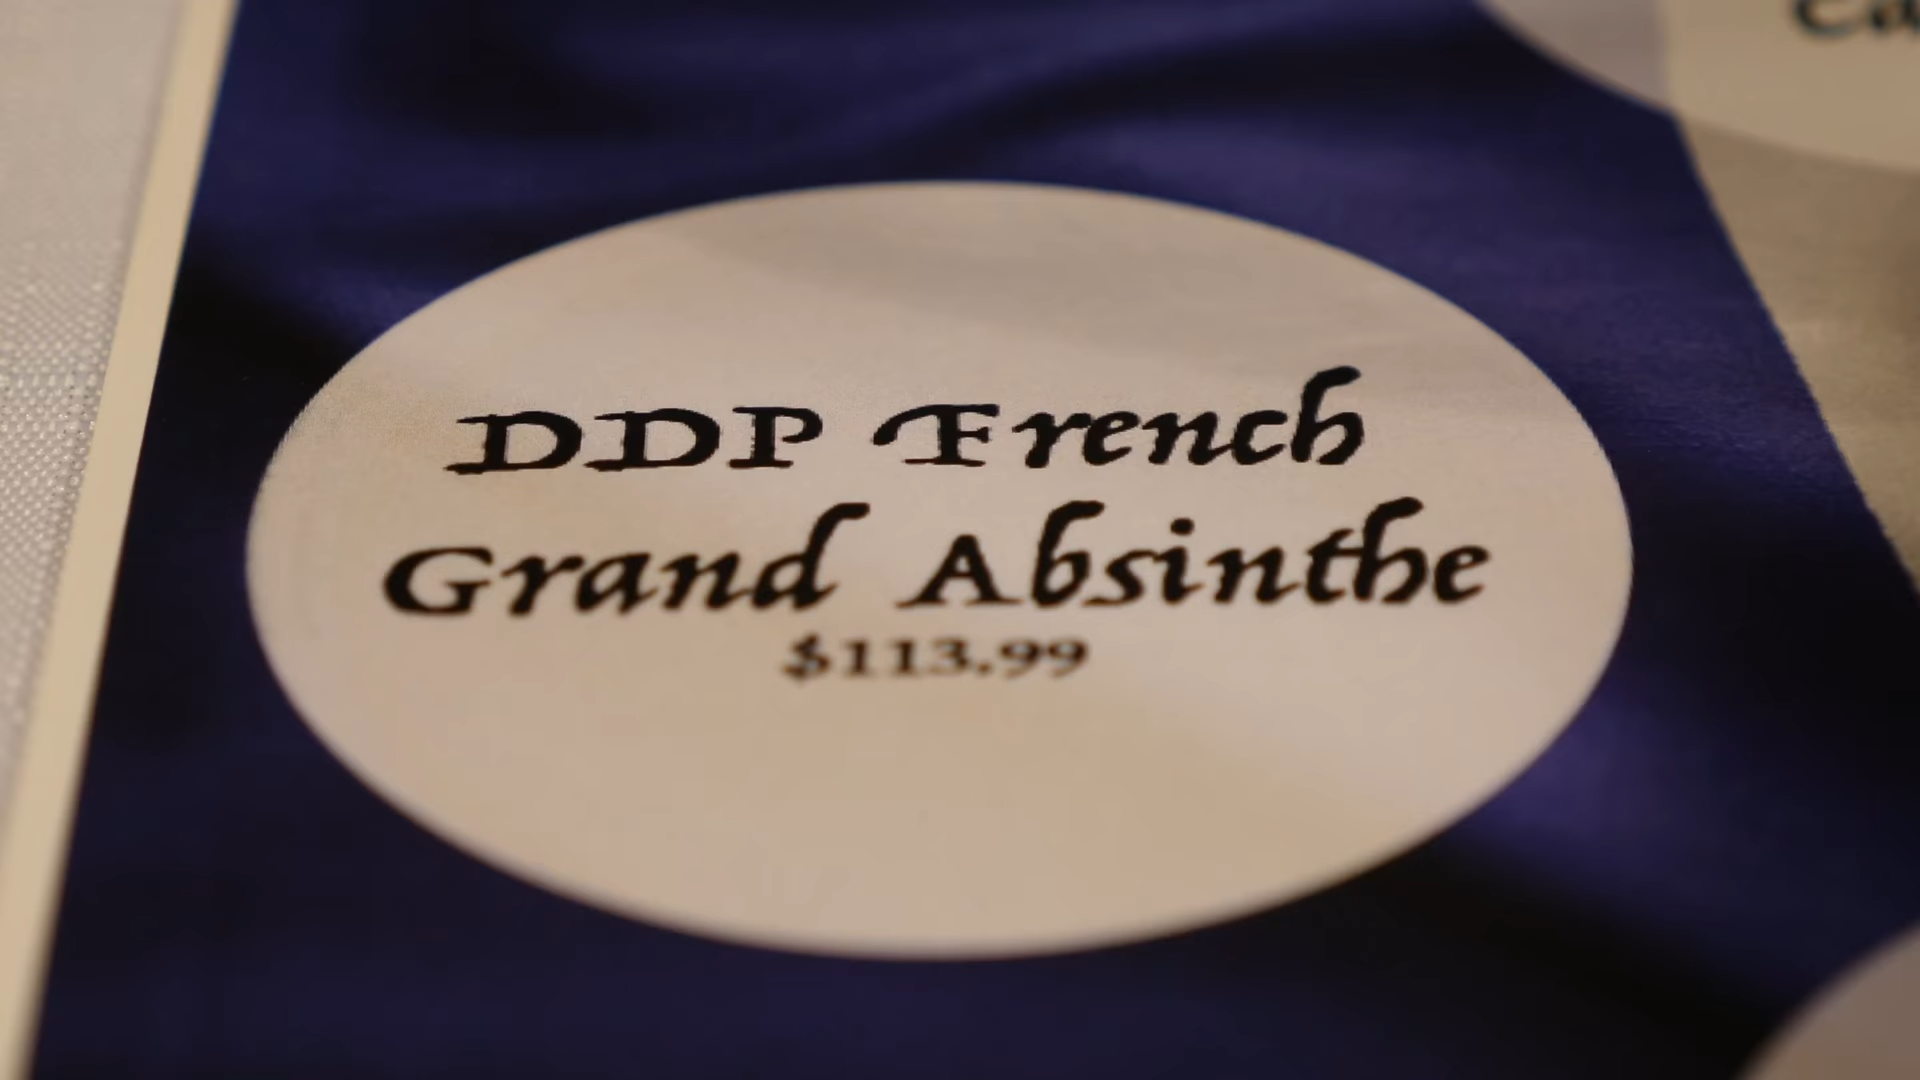 DDP French
Grand Absinthe
$113.99